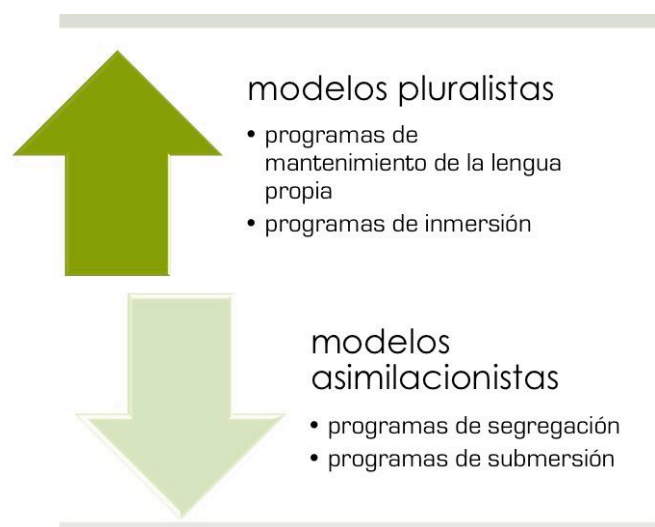 modelos pluralistas
• programas de
mantenimiento de la lengua
propia
• programas de inmersión
modelos
asimilacionistas
• programas de segregación
• programas de submersión